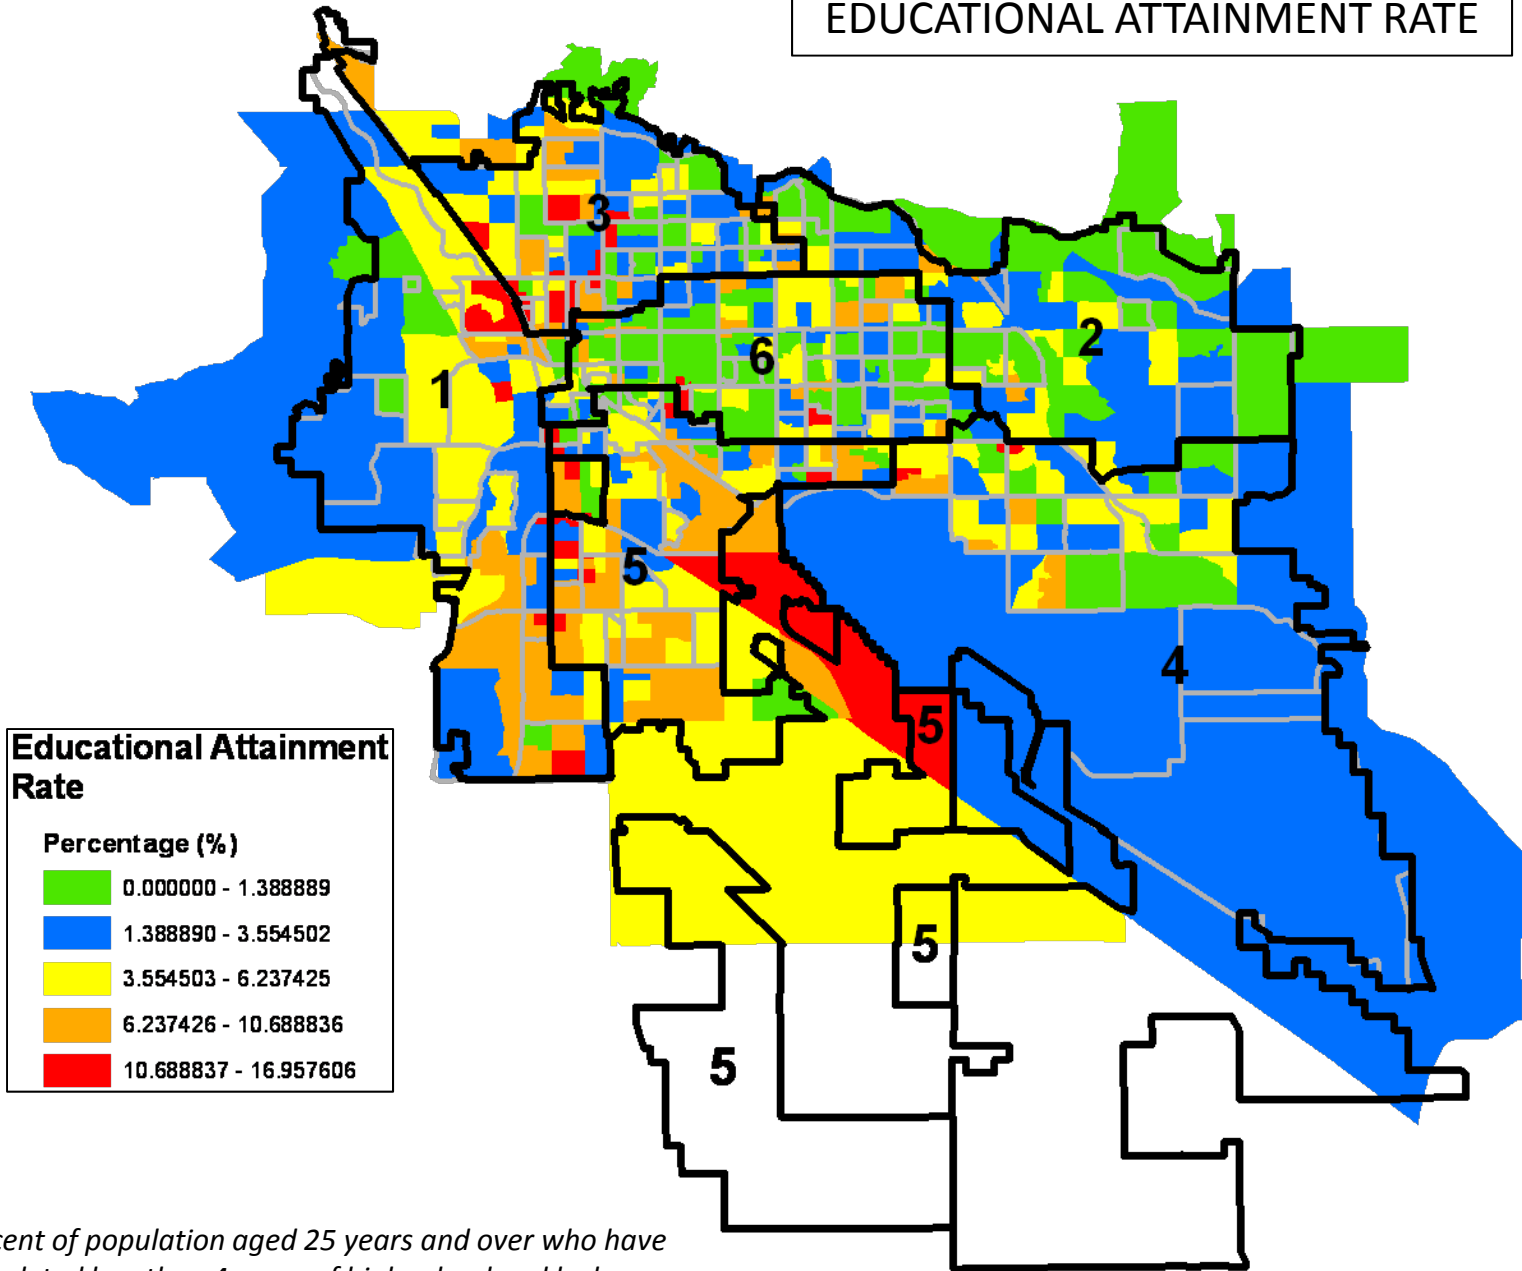 EDUCATIONAL ATTAINMENT RATE
3
2
6
1
5
4
5
Educational Attainment
Rate
Percentage (%)
0.000000 - 1.388889
1.388890 - 3.554502
3.554503 - 6.237425
6.237426 - 10.688836
10.688837 - 16.957606
5
5
cent of population aged 25 years and over who have